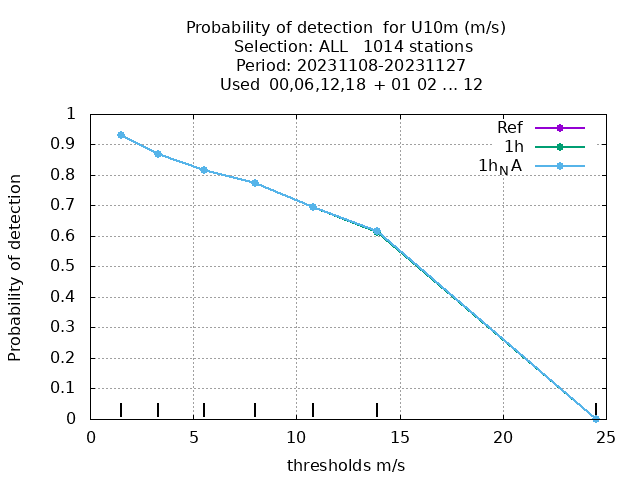 Probability of detection  for U10m (m/s)
Selection: ALL   1014 stations
Period: 20231108-20231127
Used  00,06,12,18  + 01 02 ... 12
Probability of detection
1
0.9
0.8
0.7
0.6
0.5
0.4
0.3
0.2
0.1
0
Ref
1h
1hNA
0 5 10 15 20 25
thresholds m/s